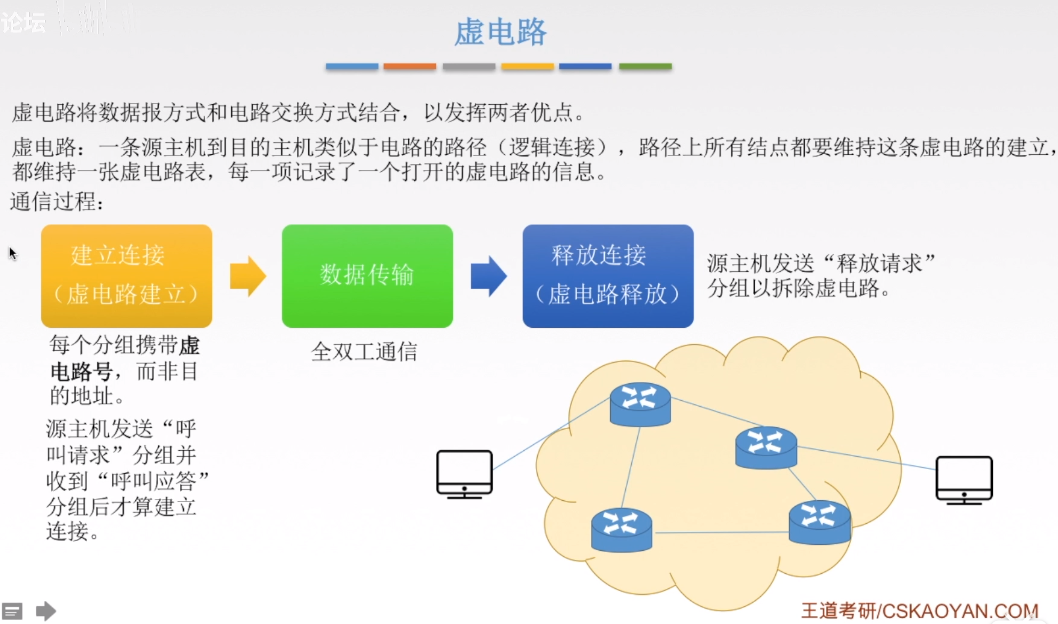 论坛
虚电路
虚电路将数据报方式和电路交换方式结合，以发挥两者优点。
虚电路：一条源主机到目的主机类似于电路的路径（逻辑连接），路径上所有结点都要维持这条虚电路的建立，
都维持一张虚电路表，每一项记录了一个打开的虚电路的信息。
通信过程：
建立连接
（虚电路建立）
数据传输
释放连接
（虚电路释放）
源主机发送“释放请求”
分组以拆除虚电路。
每个分组携带虚
电路号，而非目
的地址。
全双工通信
源主机发送“呼
叫请求”分组并
收到“呼叫应答”
分组后才算建立
连接。
王道考研/CSKAOYAN.COM